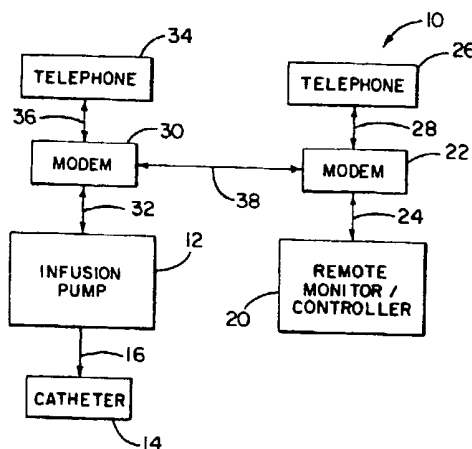 34
10
26
TELEPHONE
TELEPHONE
36
30
28
22
MODEM
MODEM
38
32
24
12
INFUSION
PUMP
REMOTE
MONITOR/
CONTROLLER
20
16
CATHETER
14